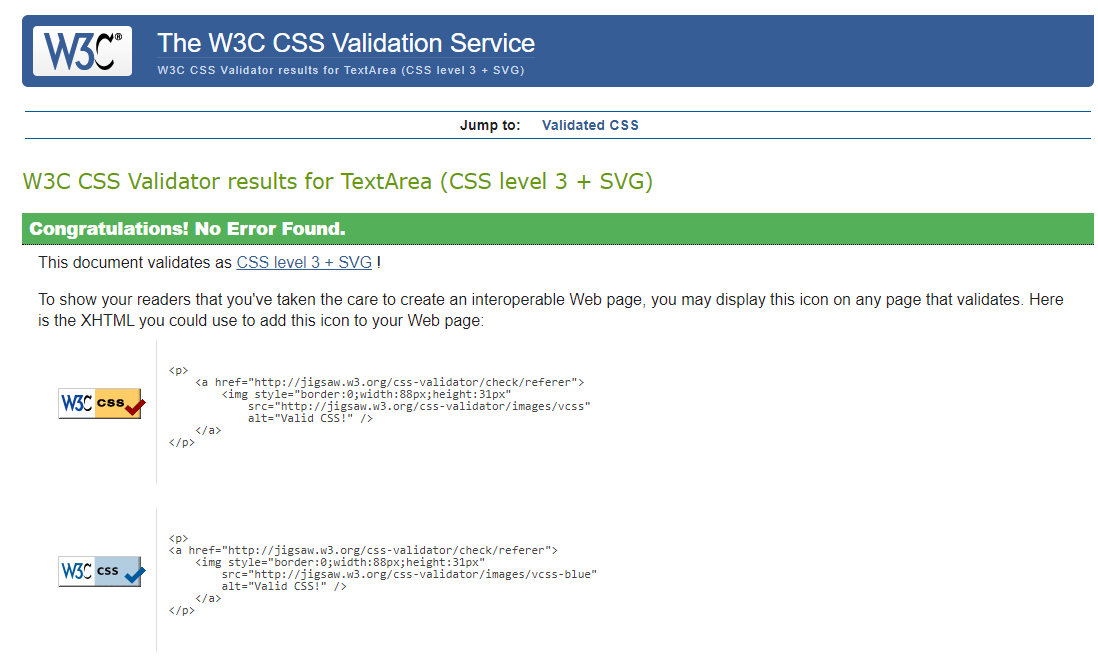 W3C® The W3C CSS Validation Service
W3C CSS Validator results for TextArea (CSS level 3 + SVG)
Jump to: Validated CSS
W3C CSS Validator results for TextArea (CSS level 3 + SVG)
Congratulations! No Error Found.
This document validates as CSS level 3 + SVG !
To show your readers that you've taken the care to create an interoperable Web page, you may display this icon on any page that validates. Here
is the XHTML you could use to add this icon to your Web page:
W3C css
<p>
<a href="http://jigsaw.w3.org/css-validator/check/referer">
<img style="border:0;width:88px;height:31px"
src="http://jigsaw.w3.org/css-validator/images/vcss"
alt="Valid CSS!" />
</a>
</p>
W3C css
<p>
<a href="http://jigsaw.w3.org/css-validator/check/referer">
<img style="border:0;width:88px;height:31px"
src="http://jigsaw.w3.org/css-validator/images/vcss-blue"
alt="Valid CSS!" />
</a>
</p>